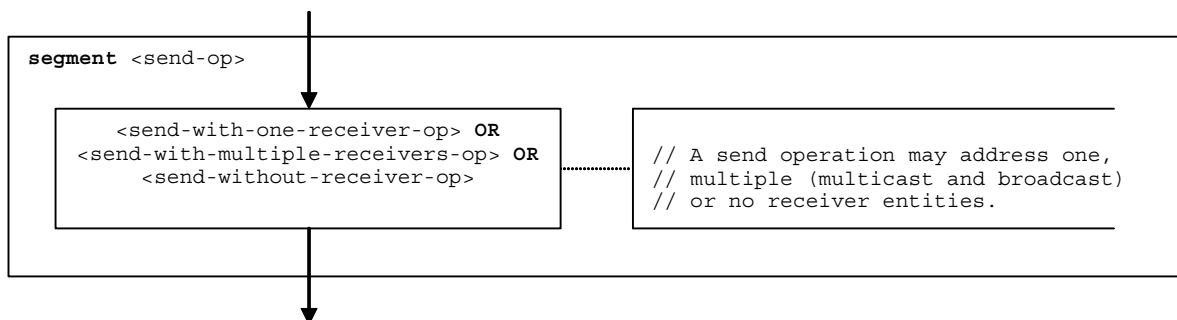 segment <send-op>
<send-with-one-receiver-op> OR
<send-with-multiple-receivers-op> OR
<send-without-receiver-op>
// A send operation may address one,
// multiple (multicast and broadcast)
// or no receiver entities.